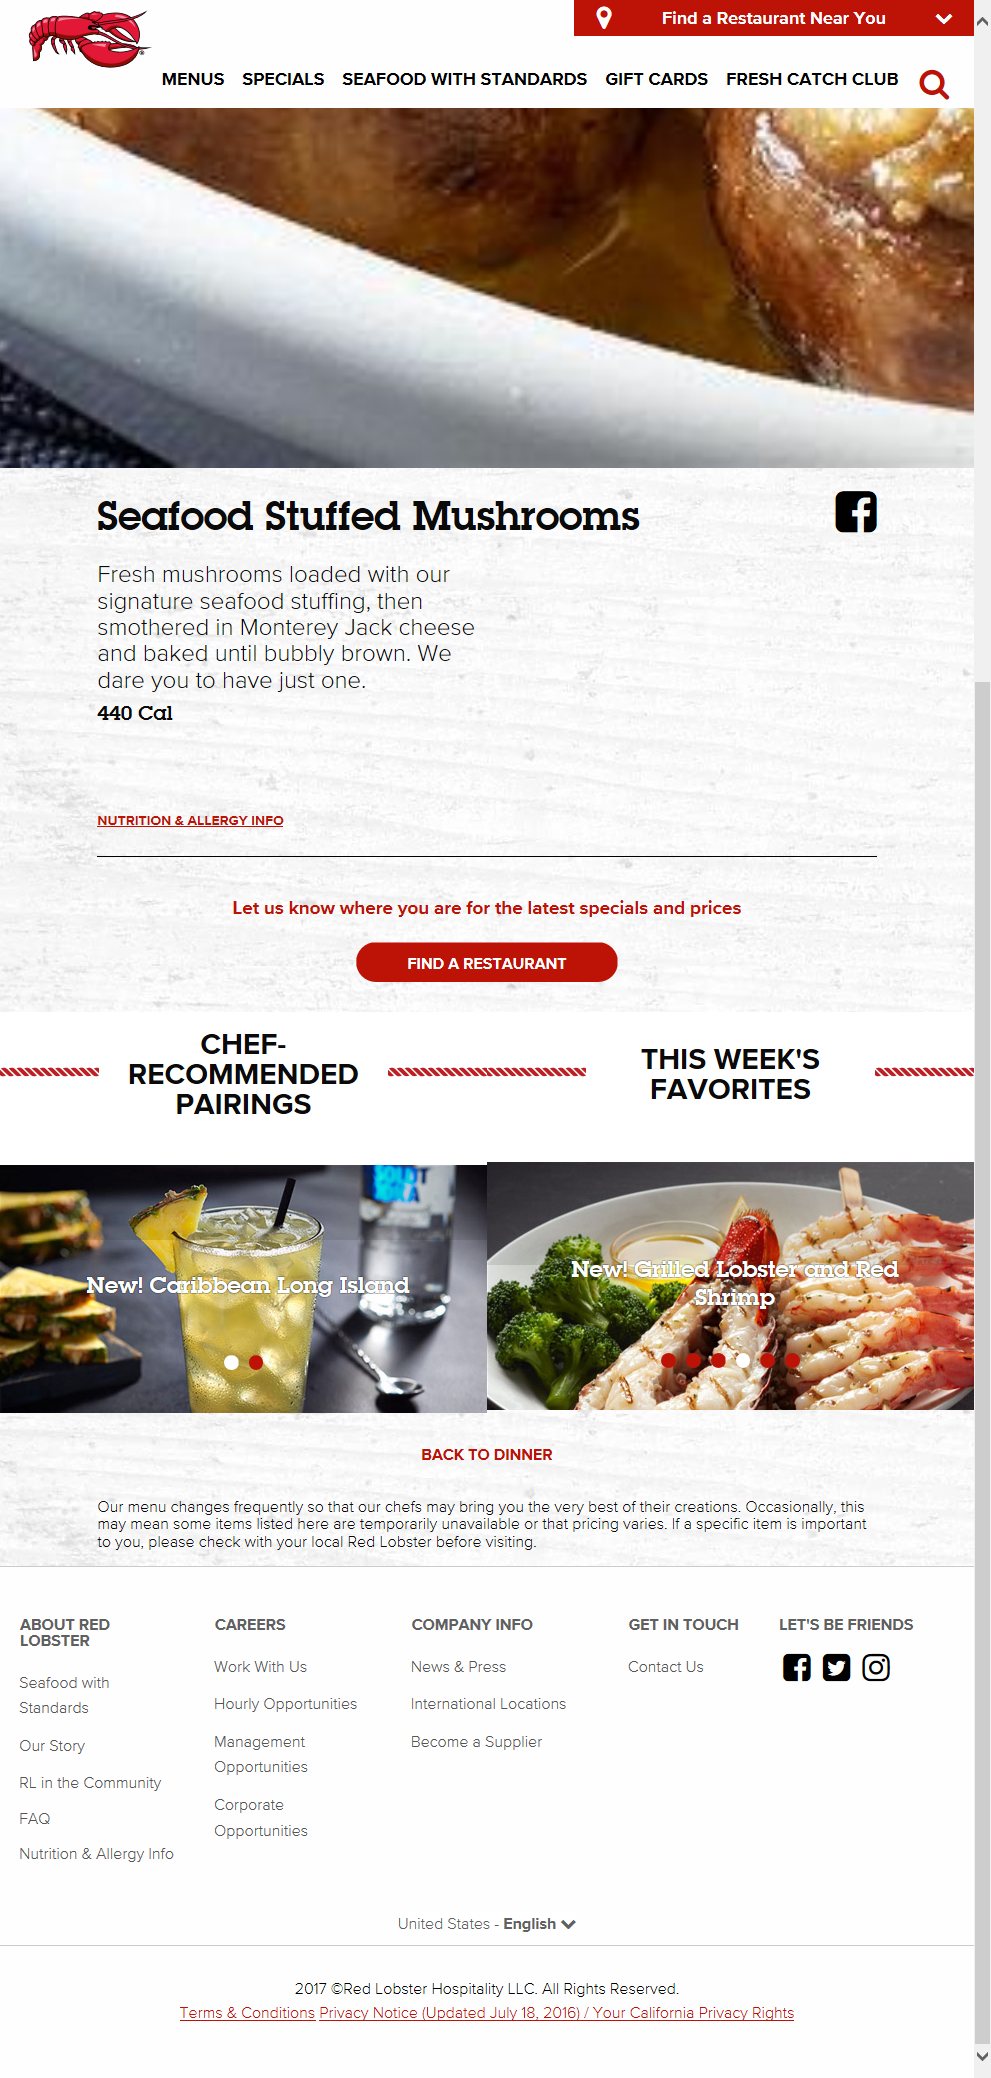 Find a Restaurant Near You
MENUS SPECIALS SEAFOOD WITH STANDARDS GIFT CARDS FRESH CATCH CLUB
Seafood Stuffed Mushrooms
Fresh mushrooms loaded with our
signature seafood stuffing, then
smothered in Monterey Jack cheese
and baked until bubbly brown. We
dare you to have just one.
440 Cal
NUTRITION & ALLERGY INFO
Let us know where you are for the latest specials and prices
FIND A RESTAURANT
CHEF-
RECOMMENDED
PAIRINGS
THIS WEEK'S
FAVORITES
New! Caribbean Long Island
New! Grilled Lobster and Red
Shrimp
BACK TO DINNER
Our menu changes frequently so that our chefs may bring you the very best of their creations. Occasionally, this
may mean some items listed here are temporarily unavailable or that pricing varies. If a specific item is important
to you, please check with your local Red Lobster before visiting.
ABOUT RED
LOBSTER
Seafood with
Standards
Our Story
RL in the Community
FAQ
Nutrition & Allergy Info
CAREERS
Work With Us
Hourly Opportunities
Management
Opportunities
Corporate
Opportunities
COMPANY INFO
News & Press
International Locations
Become a Supplier
GET IN TOUCH
Contact Us
LET'S BE FRIENDS
United States - English
2017 ©Red Lobster Hospitality LLC. All Rights Reserved.
Terms & Conditions Privacy Notice (Updated July 18, 2016) / Your California Privacy Rights